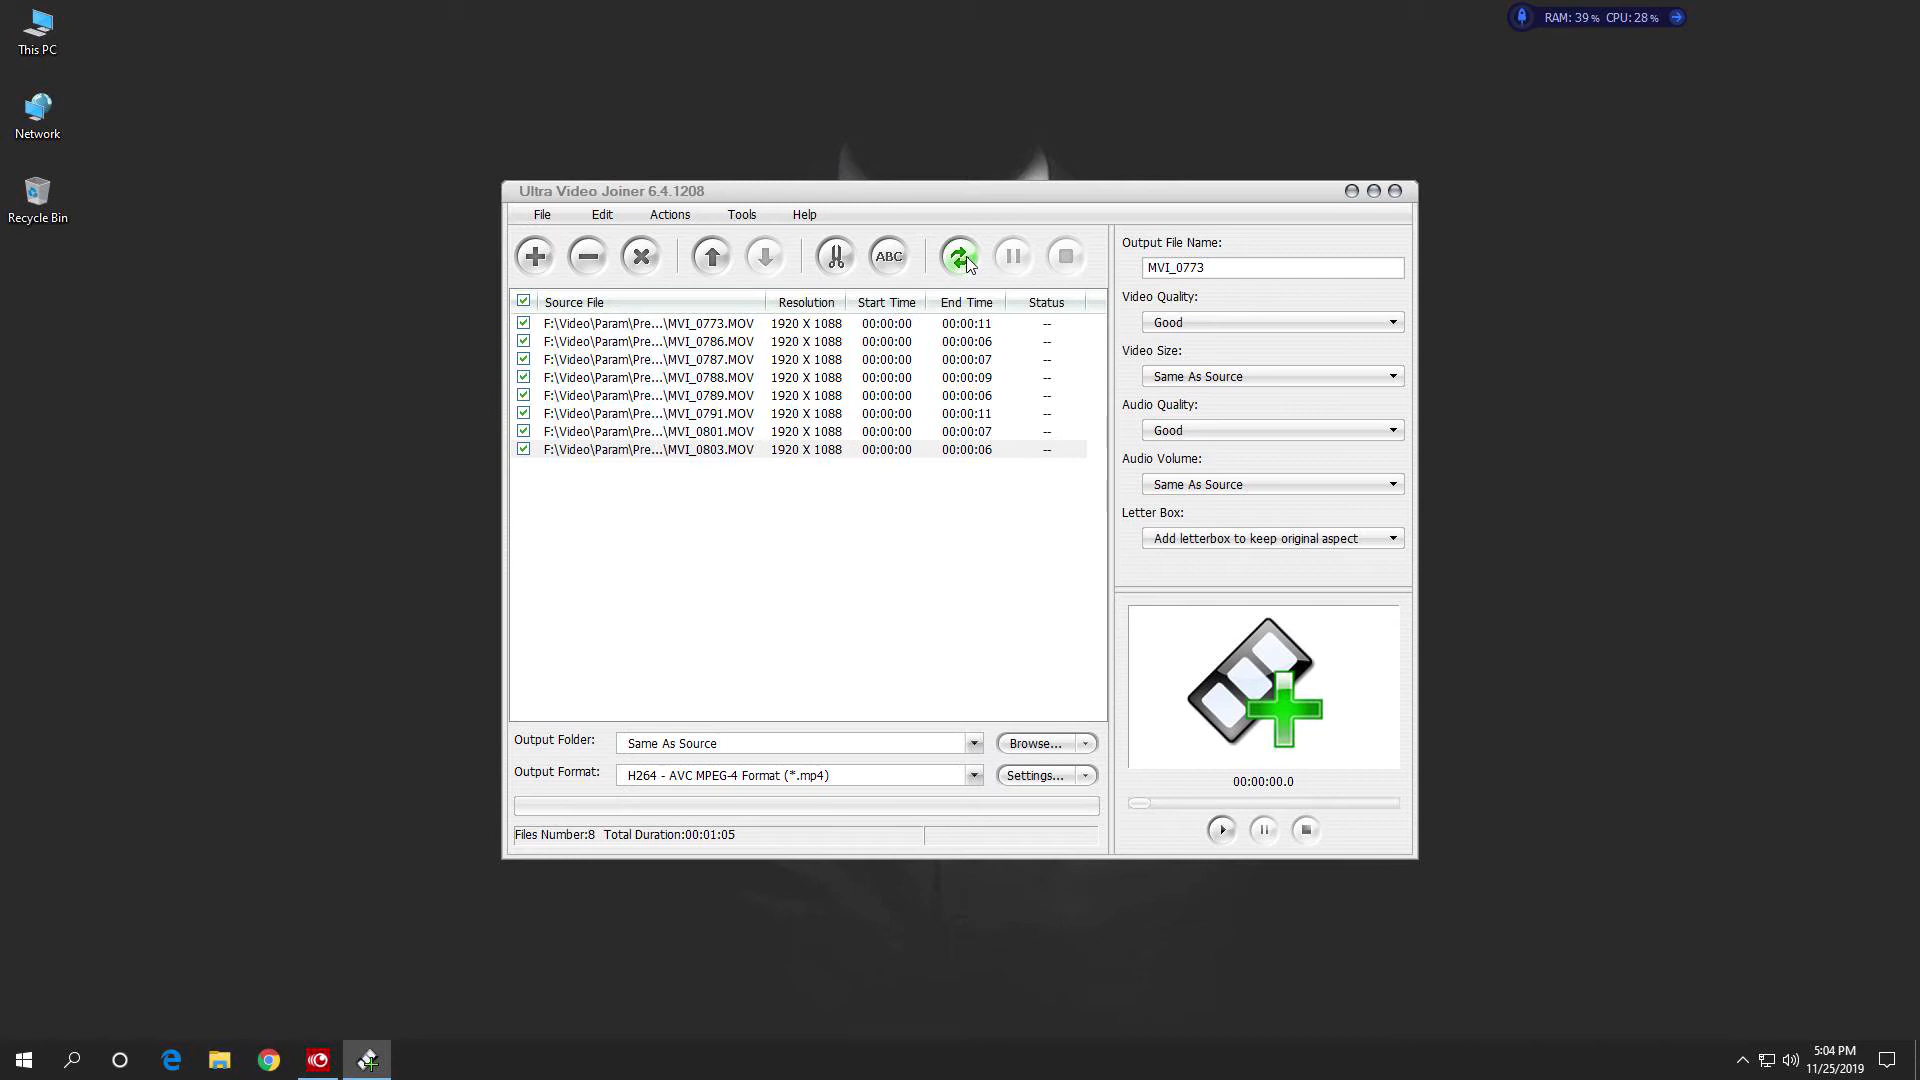 This PC
Network
Recycle Bin
RAM: 39 % CPU: 28 %
Ultra Video Joiner 6.4.1208
File Edit Actions Tools Help
ABC
Source File Resolution Start Time End Time Status
F:\Video\Param\Pre...\MVI_0773.MOV 1920 X 1088 00:00:00 00:00:11 --
F:\Video\Param\Pre...\MVI_0786.MOV 1920 X 1088 00:00:00 00:00:06 --
F:\Video\Param\Pre...\MVI_0787.MOV 1920 X 1088 00:00:00 00:00:07 --
F:\Video\Param\Pre...\MVI_0788.MOV 1920 X 1088 00:00:00 00:00:09 --
F:\Video\Param\Pre...\MVI_0789.MOV 1920 X 1088 00:00:00 00:00:06 --
F:\Video\Param\Pre...\MVI_0791.MOV 1920 X 1088 00:00:00 00:00:11 --
F:\Video\Param\Pre...\MVI_0801.MOV 1920 X 1088 00:00:00 00:00:07 --
F:\Video\Param\Pre...\MVI_0803.MOV 1920 X 1088 00:00:00 00:00:06 --
Output Folder: Same As Source Browse...
Output Format: H264 - AVC MPEG-4 Format (*.mp4) Settings...
Files Number:8 Total Duration:00:01:05
Output File Name:
MVI_0773
Video Quality:
Good
Video Size:
Same As Source
Audio Quality:
Good
Audio Volume:
Same As Source
Letter Box:
Add letterbox to keep original aspect
00:00:00.0
5:04 PM
11/25/2019